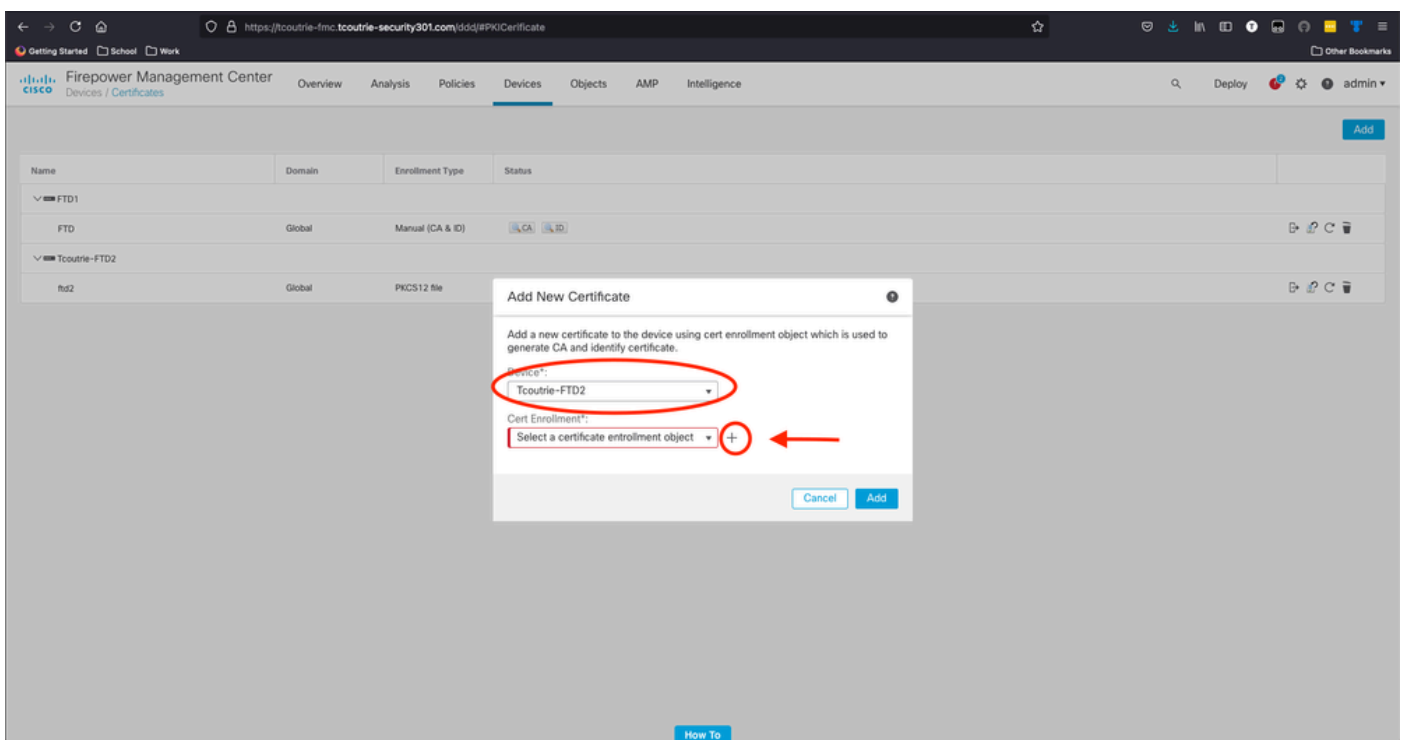 https://tcoutrie-fmc.tcoutrie-security301.com/ddd/#PKICerificate
Getting Started School Work Other Bookmarks
CISCO Firepower Management Center Overview Analysis Policies Devices Objects AMP Intelligence Deploy admin
Devices / Certificates
Add
Name Domain Enrollment Type Status
FTD1
FTD Global Manual (CA & ID) CA ID
Tcoutrie-FTD2
ftd2 Global PKCS12 file
Add New Certificate
Add a new certificate to the device using cert enrollment object which is used to
generate CA and identify certificate.
Device*:
Tcoutrie-FTD2
Cert Enrollment*:
Select a certificate entrollment object +
Cancel Add
How To